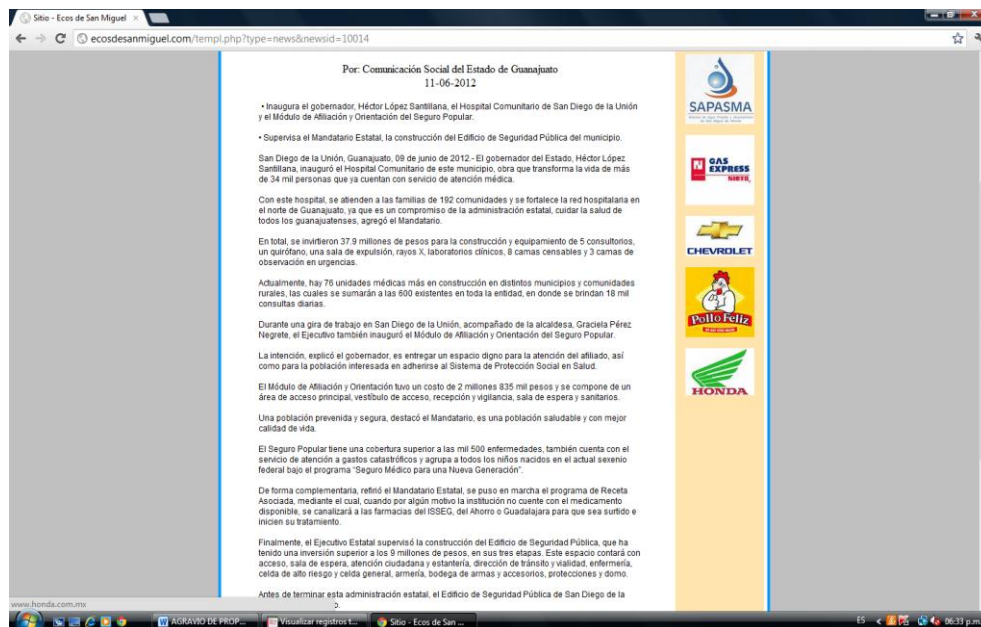 Sitio - Ecos de San Miguel
ecosdesanmiguel.com/templ.php?type=news&newsid=10014
Por: Comunicación Social del Estado de Guanajuato
11-06-2012
• Inaugura el gobernador, Héctor López Santillana, el Hospital Comunitario de San Diego de la Unión
y el Módulo de Afiliación y Orientación del Seguro Popular.
• Supervisa el Mandatario Estatal, la construcción del Edificio de Seguridad Pública del municipio.
San Diego de la Unión, Guanajuato, 09 de junio de 2012.- El gobernador del Estado, Héctor López
Santillana, inauguró el Hospital Comunitario de este municipio, obra que transforma la vida de más
de 34 mil personas que ya cuentan con servicio de atención médica.
Con este hospital, se atienden a las familias de 192 comunidades y se fortalece la red hospitalaria en
el norte de Guanajuato, ya que es un compromiso de la administración estatal, cuidar la salud de
todos los guanajuatenses, agregó el Mandatario.
En total, se invirtieron 37.9 millones de pesos para la construcción y equipamiento de 5 consultorios,
un quirófano, una sala de expulsión, rayos X, laboratorios clínicos, 8 camas censables y 3 camas de
observación en urgencias.
Actualmente, hay 76 unidades médicas más en construcción en distintos municipios y comunidades
rurales, las cuales se sumarán a las 600 existentes en toda la entidad, en donde se brindan 18 mil
consultas diarias.
Durante una gira de trabajo en San Diego de la Unión, acompañado de la alcaldesa, Graciela Pérez
Negrete, el Ejecutivo también inauguró el Módulo de Afiliación y Orientación del Seguro Popular.
La intención, explicó el gobernador, es entregar un espacio digno para la atención del afiliado, así
como para la población interesada en adherirse al Sistema de Protección Social en Salud.
El Módulo de Afiliación y Orientación tuvo un costo de 2 millones 835 mil pesos y se compone de un
área de acceso principal, vestíbulo de acceso, recepción y vigilancia, sala de espera y sanitarios.
Una población prevenida y segura, destacó el Mandatario, es una población saludable y con mejor
calidad de vida.
El Seguro Popular tiene una cobertura superior a las mil 500 enfermedades, también cuenta con el
servicio de atención a gastos catastróficos y agrupa a todos los niños nacidos en el actual sexenio
federal bajo el programa “Seguro Médico para una Nueva Generación”.
De forma complementaria, refirió el Mandatario Estatal, se puso en marcha el programa de Receta
Asociada, mediante el cual, cuando por algún motivo la institución no cuente con el medicamento
disponible, se canalizará a las farmacias del ISSEG, del Ahorro o Guadalajara para que sea surtido e
inicien su tratamiento.
Finalmente, el Ejecutivo Estatal supervisó la construcción del Edificio de Seguridad Pública, que ha
tenido una inversión superior a los 9 millones de pesos, en sus tres etapas. Este espacio contará con
acceso, sala de espera, atención ciudadana y estantería, dirección de tránsito y vialidad, enfermería,
celda de alto riesgo y celda general, armería, bodega de armas y accesorios, protecciones y domo.
Antes de terminar esta administración estatal, el Edificio de Seguridad Pública de San Diego de la
SAPASMA
GAS
EXPRESS
NIETO
CHEVROLET
Pollo Feliz
HONDA
www.honda.com.mx
AGRAVIO DE PROP...
Visualizar registros t...
Sitio - Ecos de San ...
ES
06:33 p.m.